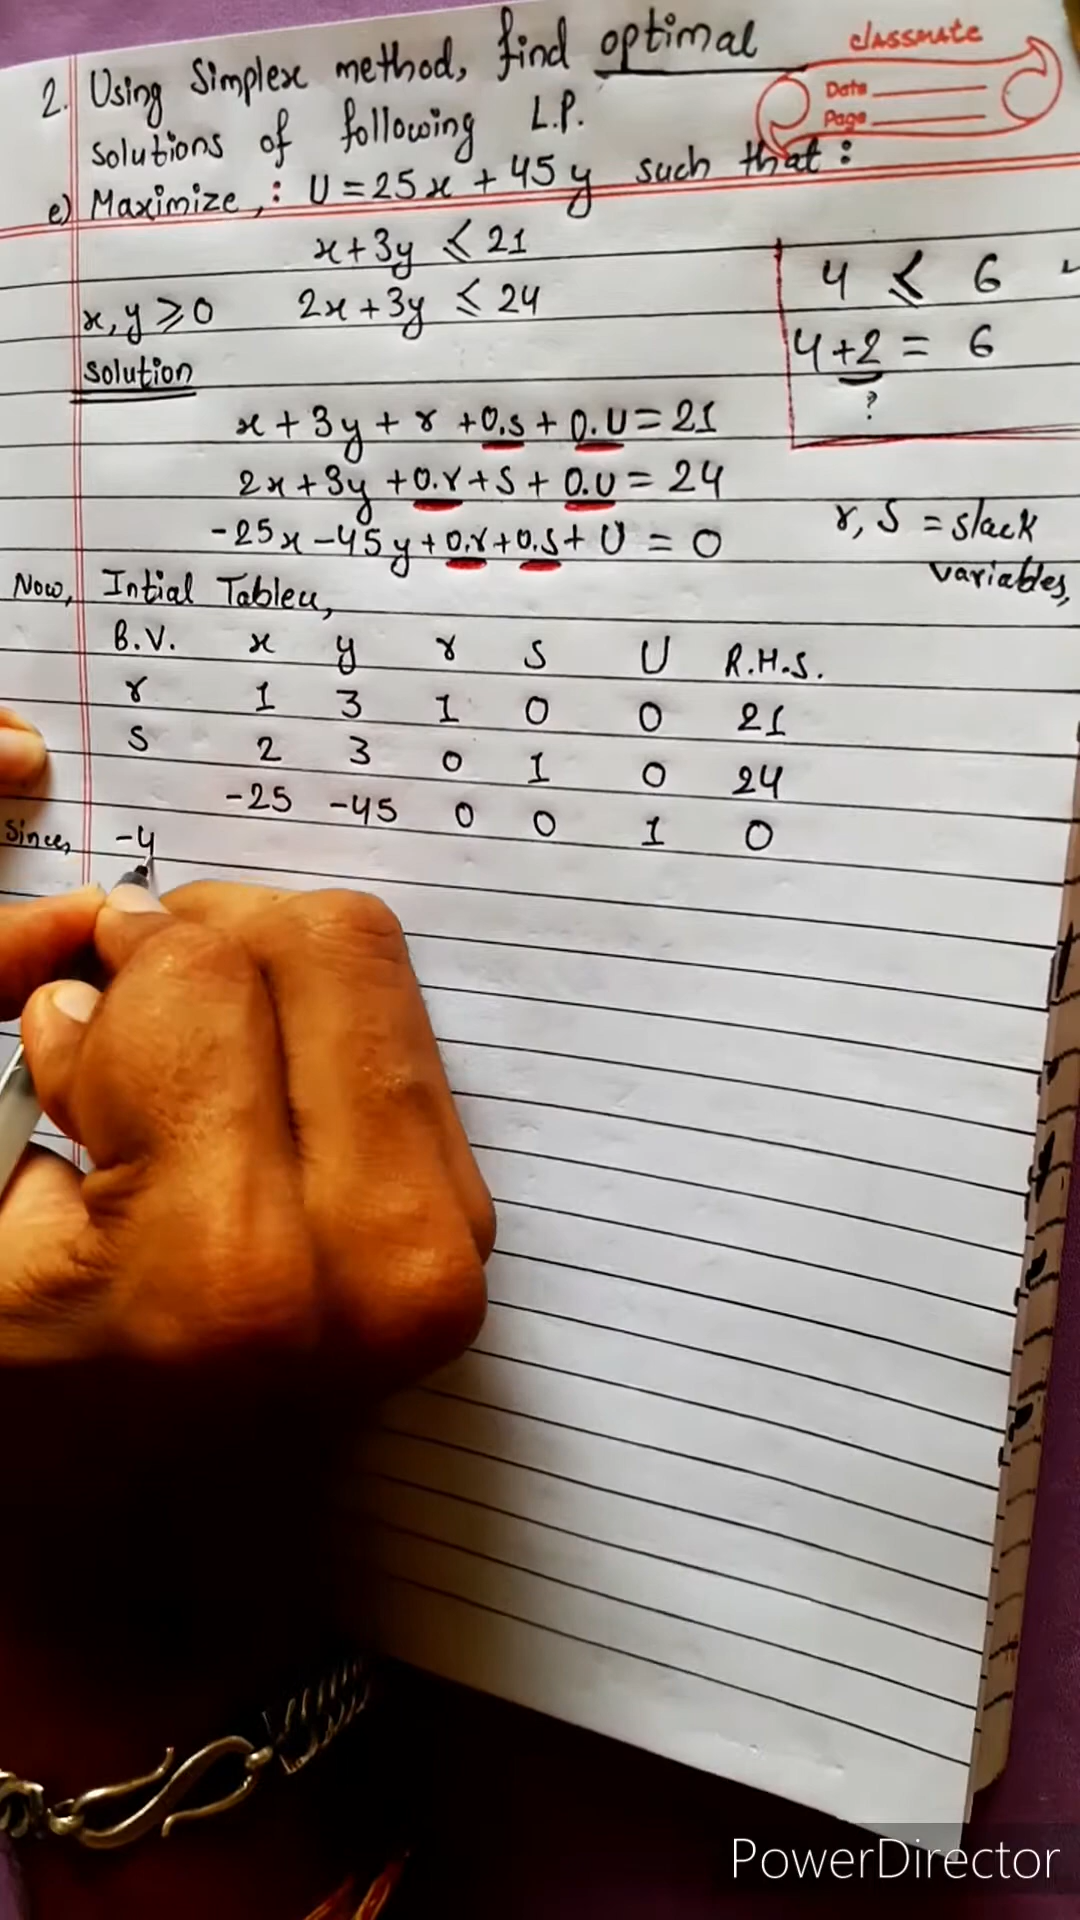 classmate
Date
Page
2. Using Simplex method, find optimal
solutions of following L.P.
e) Maximize, : U = 25x + 45y such that :
x + 3y ≤ 21
x, y ≥ 0 2x + 3y ≤ 24
solution
4 ≤ 6
4 + 2 = 6
?
x + 3y + r + 0.s + 0.U = 21
2x + 3y + 0.r + s + 0.U = 24
-25x - 45y + 0.r + 0.s + U = 0
r, s = slack
variables,
Now, Intial Tableu,
B.V. x y r s U R.H.S.
r 1 3 1 0 0 21
s 2 3 0 1 0 24
-25 -45 0 0 1 0
Since, -4
PowerDirector